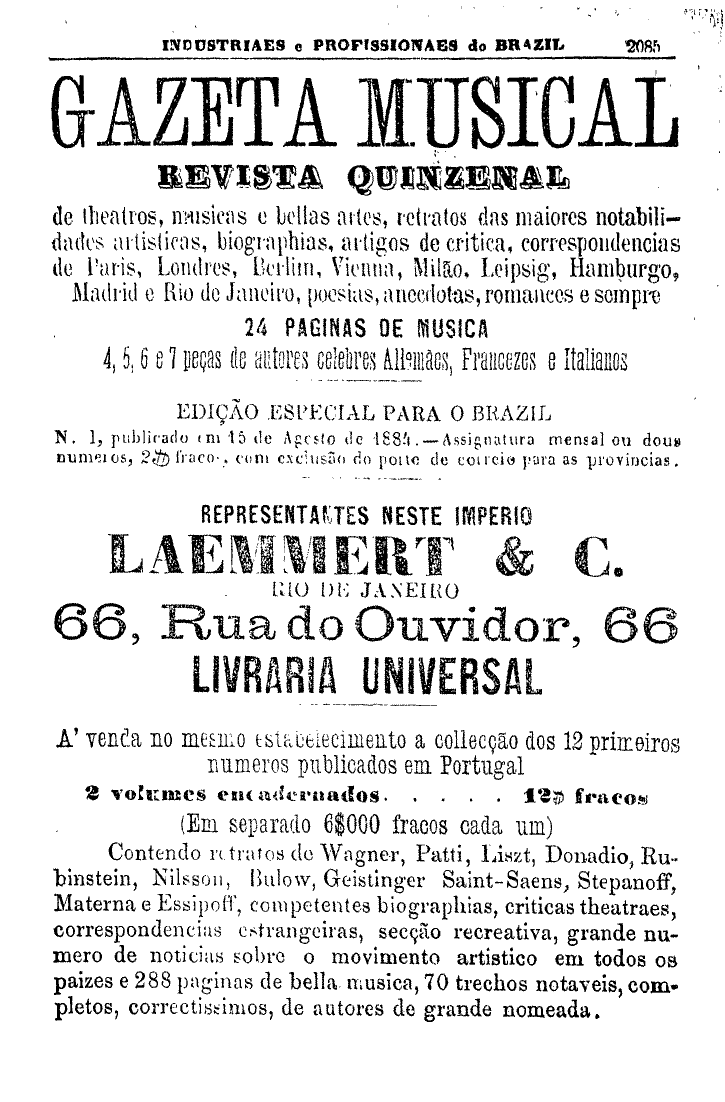 INDUSTRIAES e PROFISSIONAES do BRAZIL 2085
GAZETA MUSICAL
REVISTA QUINZENAL
de theatros, musicas e bellas artes, retratos das maiores notabili-
dades artisticas, biographias, artigos de critica, correspondencias
de Paris, Londres, Berlim, Vienna, Milão, Leipsig, Hamburgo,
Madrid e Rio de Janeiro, poesias, anecdotas, romances e sempre
24 PAGINAS DE MUSICA
4, 5, 6 e 7 peças de autores celebres Allemães, Francezes e Italianos
EDIÇÃO ESPECIAL PARA O BRAZIL
N. 1, publicado em 15 de Agosto de 1884.—Assignatura mensal ou dous
numeros, 2$ fracos, com exclusão do porte de correio para as provincias.
REPRESENTANTES NESTE IMPERIO
LAEMMERT & C.
RIO DE JANEIRO
66, Rua do Ouvidor, 66
LIVRARIA UNIVERSAL
A' venda no mesmo estabelecimento a collecção dos 12 primeiros
numeros publicados em Portugal
2 volumes encadernados. . . . . 12$ fracos
(Em separado 6$000 fracos cada um)
Contendo retratos de Wagner, Patti, Liszt, Donadio, Ru-
binstein, Nilsson, Bulow, Geistinger Saint-Saens, Stepanoff,
Materna e Essipoff, competentes biographias, criticas theatraes,
correspondencias estrangeiras, secção recreativa, grande nu-
mero de noticias sobre o movimento artistico em todos os
paizes e 288 paginas de bella musica, 70 trechos notaveis, com-
pletos, correctissimos, de autores de grande nomeada.